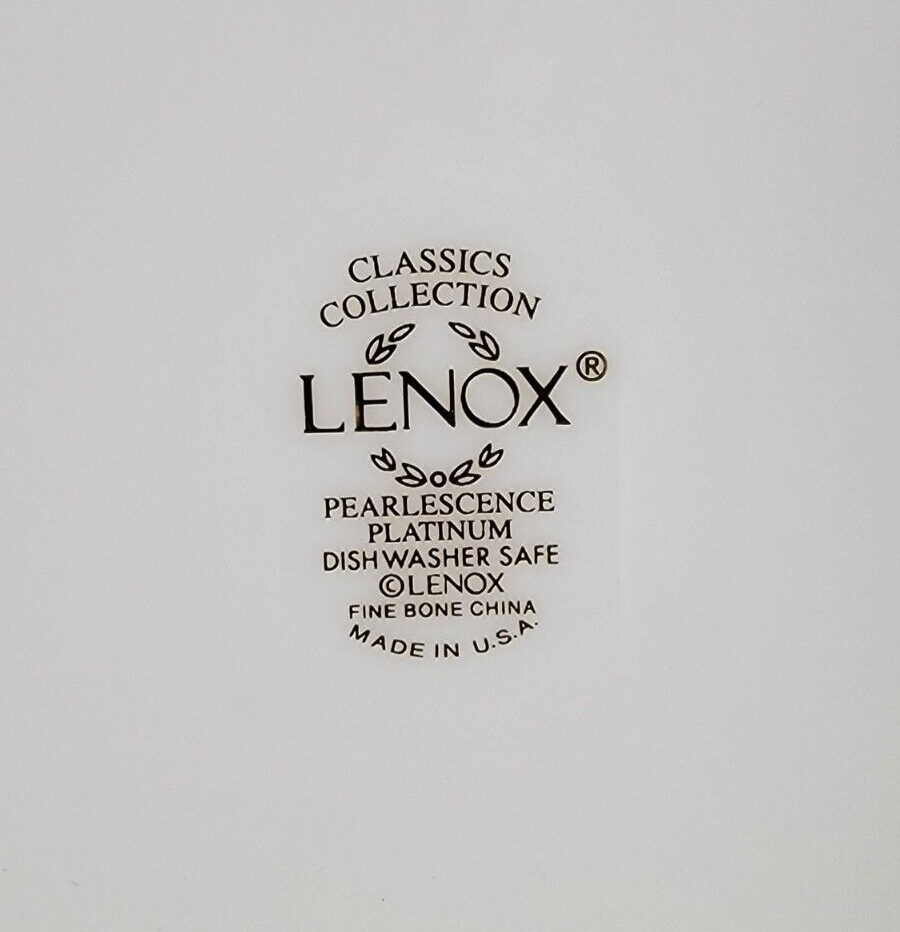 CLASSICS
COLLECTION
LENOX®
PEARLESCENCE
PLATINUM
DISHWASHER SAFE
©LENOX
FINE BONE CHINA
MADE IN U.S.A.